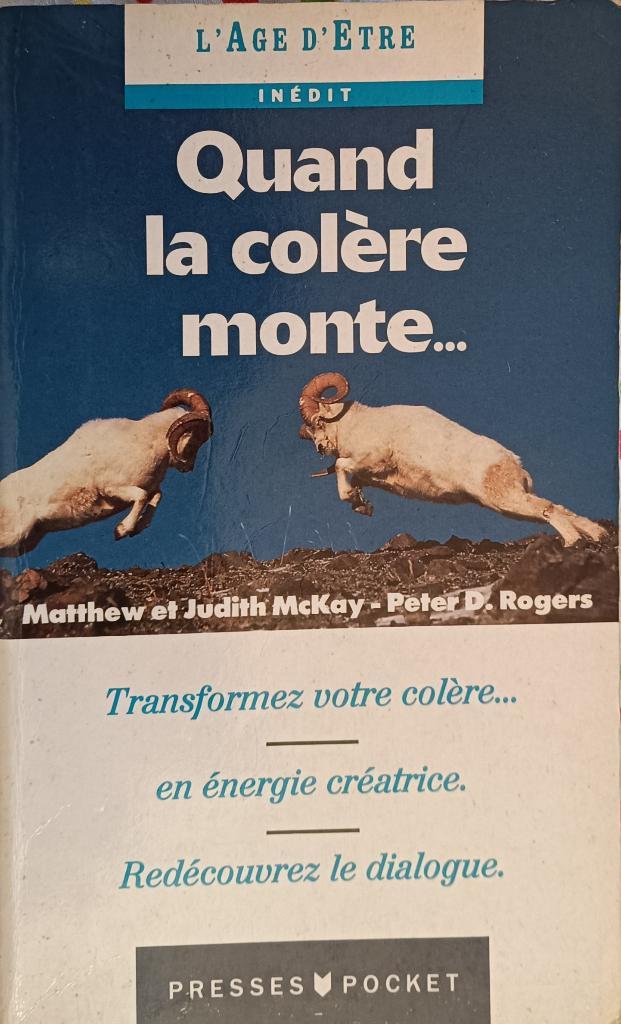 L'AGE D'ETRE
INÉDIT
Quand
la colère
monte...
Matthew et Judith McKay - Peter D. Rogers
Transformez votre colère...
en énergie créatrice.
Redécouvrez le dialogue.
PRESSES POCKET